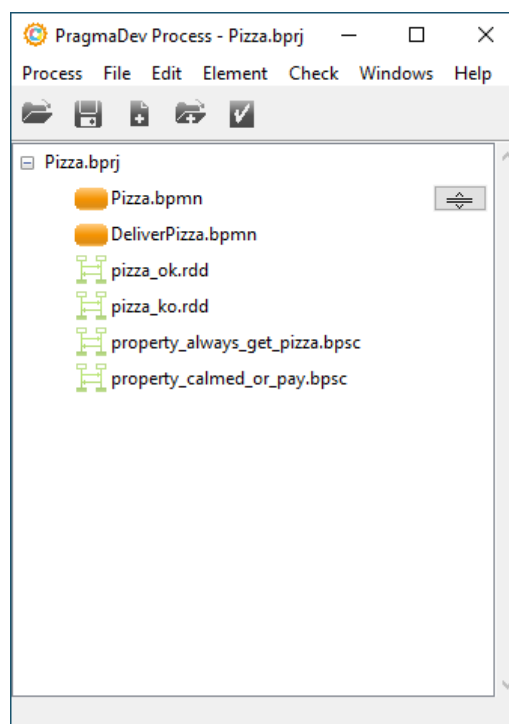 PragmaDev Process - Pizza.bprj
Process File Edit Element Check Windows Help
Pizza.bprj
Pizza.bpmn
DeliverPizza.bpmn
pizza_ok.rdd
pizza_ko.rdd
property_always_get_pizza.bpsc
property_calmed_or_pay.bpsc